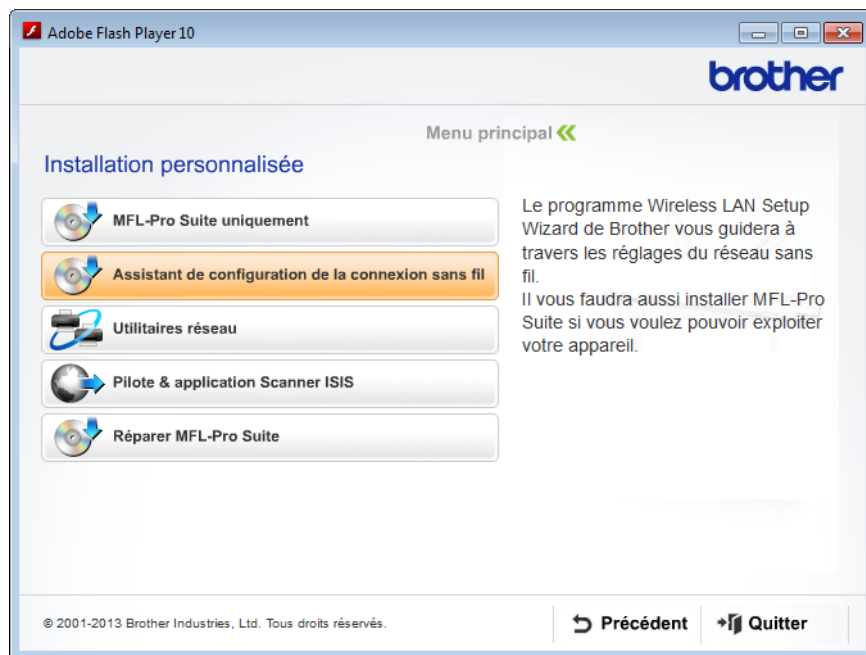 Adobe Flash Player 10
brother
Menu principal
Installation personnalisée
MFL-Pro Suite uniquement
Assistant de configuration de la connexion sans fil
Utilitaires réseau
Pilote & application Scanner ISIS
Réparer MFL-Pro Suite
Le programme Wireless LAN Setup
Wizard de Brother vous guidera à
travers les réglages du réseau sans
fil.
Il vous faudra aussi installer MFL-Pro
Suite si vous voulez pouvoir exploiter
votre appareil.
© 2001-2013 Brother Industries, Ltd. Tous droits réservés.
Précédent
Quitter